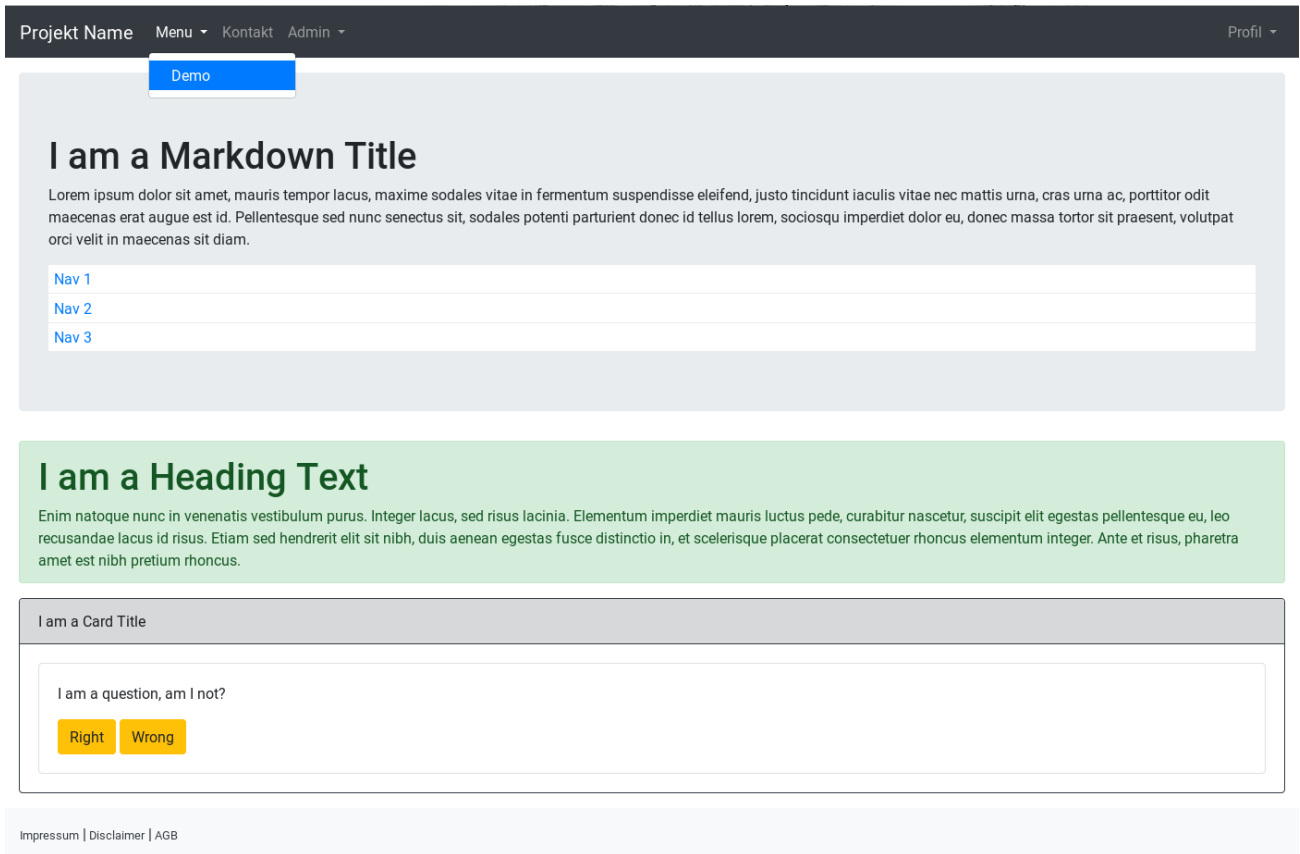 Projekt Name Menu Kontakt Admin Profil
Demo
I am a Markdown Title
Lorem ipsum dolor sit amet, mauris tempor lacus, maxime sodales vitae in fermentum suspendisse eleifend, justo tincidunt iaculis vitae nec mattis urna, cras urna ac, porttitor odit
maecenas erat augue est id. Pellentesque sed nunc senectus sit, sodales potenti parturient donec id tellus lorem, sociosqu imperdiet dolor eu, donec massa tortor sit praesent, volutpat
orci velit in maecenas sit diam.
Nav 1
Nav 2
Nav 3
I am a Heading Text
Enim natoque nunc in venenatis vestibulum purus. Integer lacus, sed risus lacinia. Elementum imperdiet mauris luctus pede, curabitur nascetur, suscipit elit egestas pellentesque eu, leo
recusandae lacus id risus. Etiam sed hendrerit elit sit nibh, duis aenean egestas fusce distinctio in, et scelerisque placerat consectetuer rhoncus elementum integer. Ante et risus, pharetra
amet est nibh pretium rhoncus.
I am a Card Title
I am a question, am I not?
Right Wrong
Impressum | Disclaimer | AGB